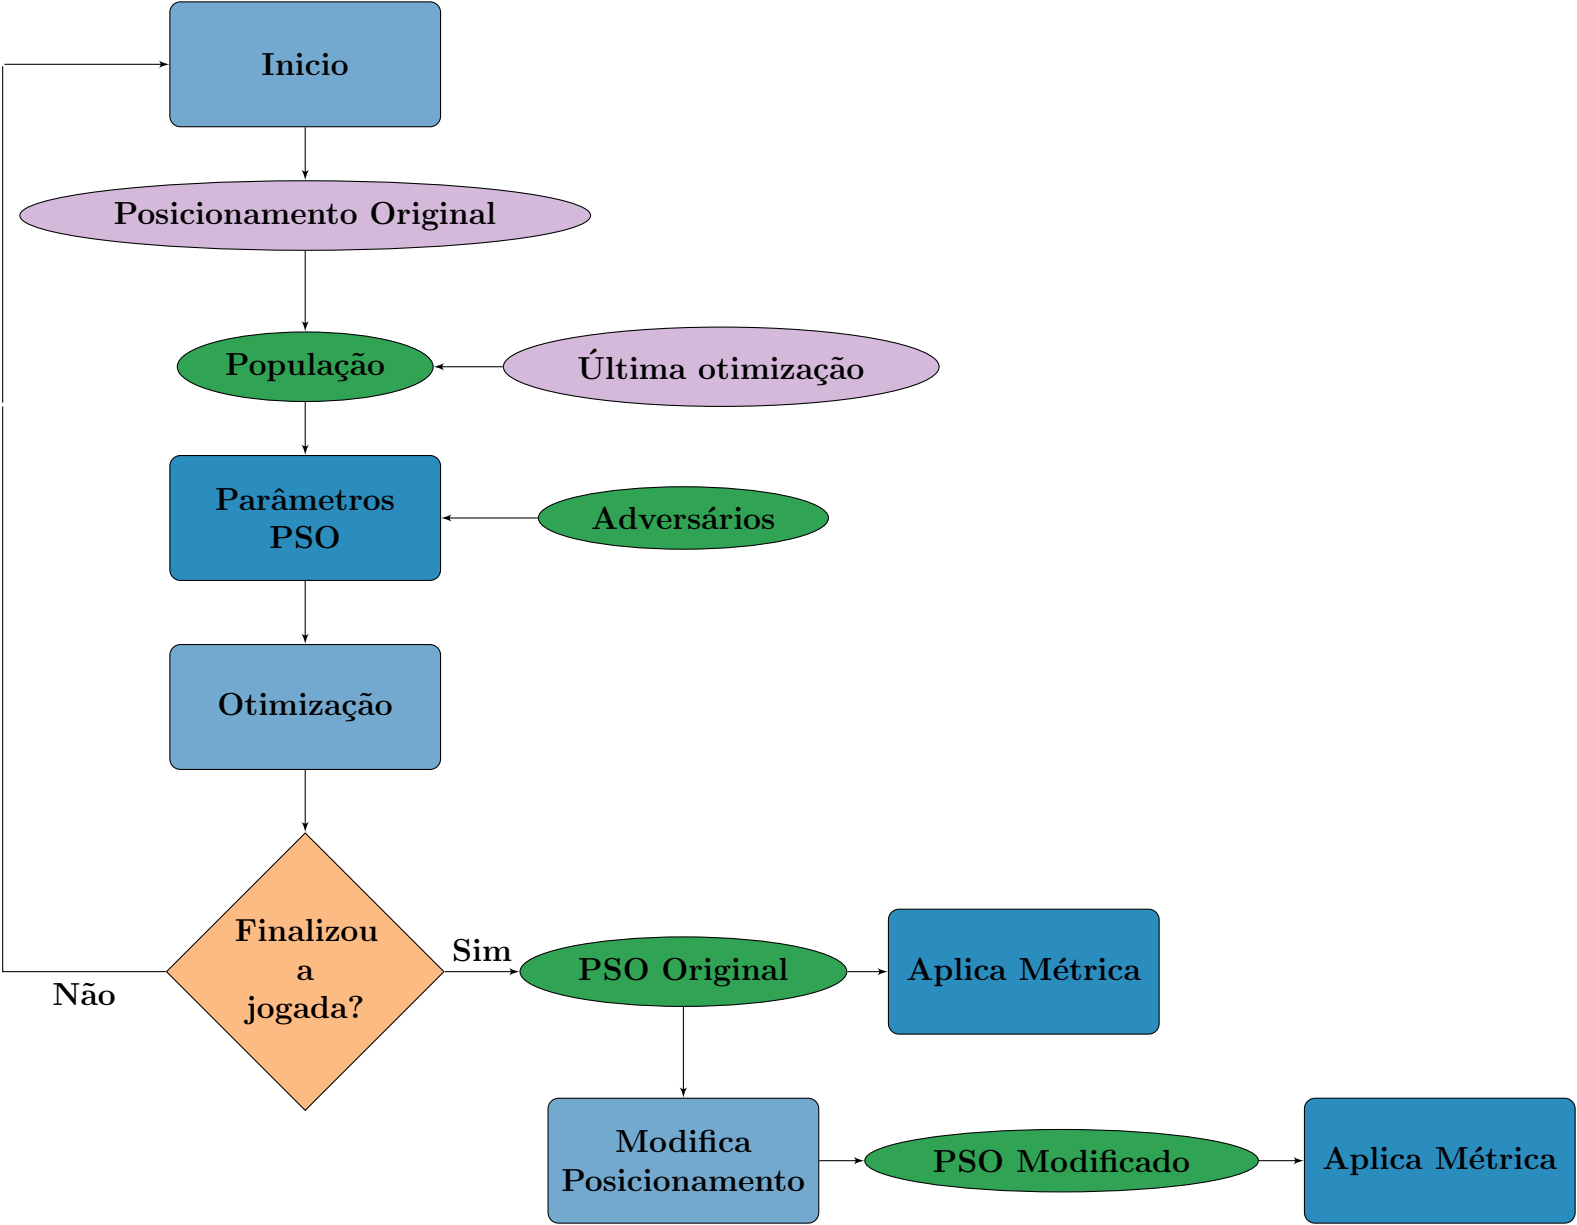 Inicio
Posicionamento Original
População
Última otimização
Parâmetros
PSO
Adversários
Otimização
Finalizou
a
jogada?
Sim
Não
PSO Original
Aplica Métrica
Modifica
Posicionamento
PSO Modificado
Aplica Métrica